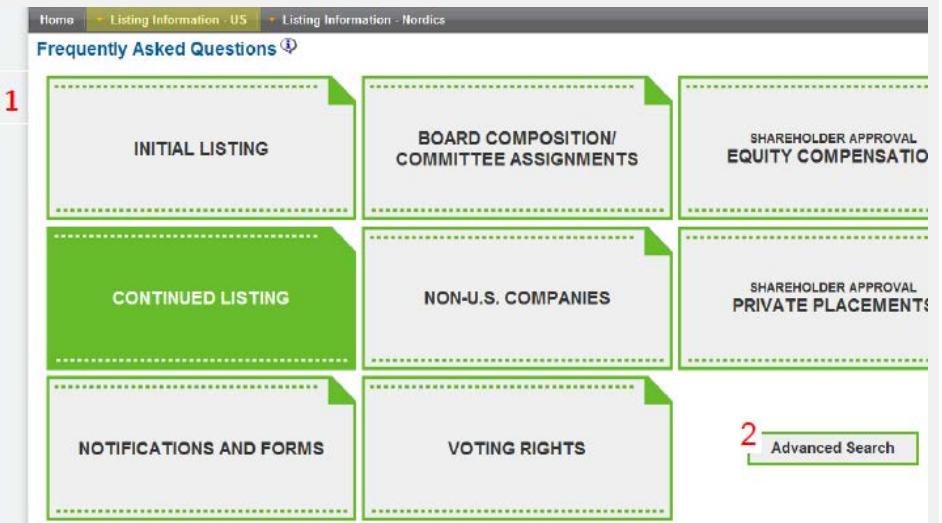 Home Listing Information - US Listing Information - Nordics
Frequently Asked Questions
1
INITIAL LISTING
BOARD COMPOSITION/
COMMITTEE ASSIGNMENTS
SHAREHOLDER APPROVAL
EQUITY COMPENSATIO
CONTINUED LISTING
NON-U.S. COMPANIES
SHAREHOLDER APPROVAL
PRIVATE PLACEMENTS
NOTIFICATIONS AND FORMS
VOTING RIGHTS
2
Advanced Search